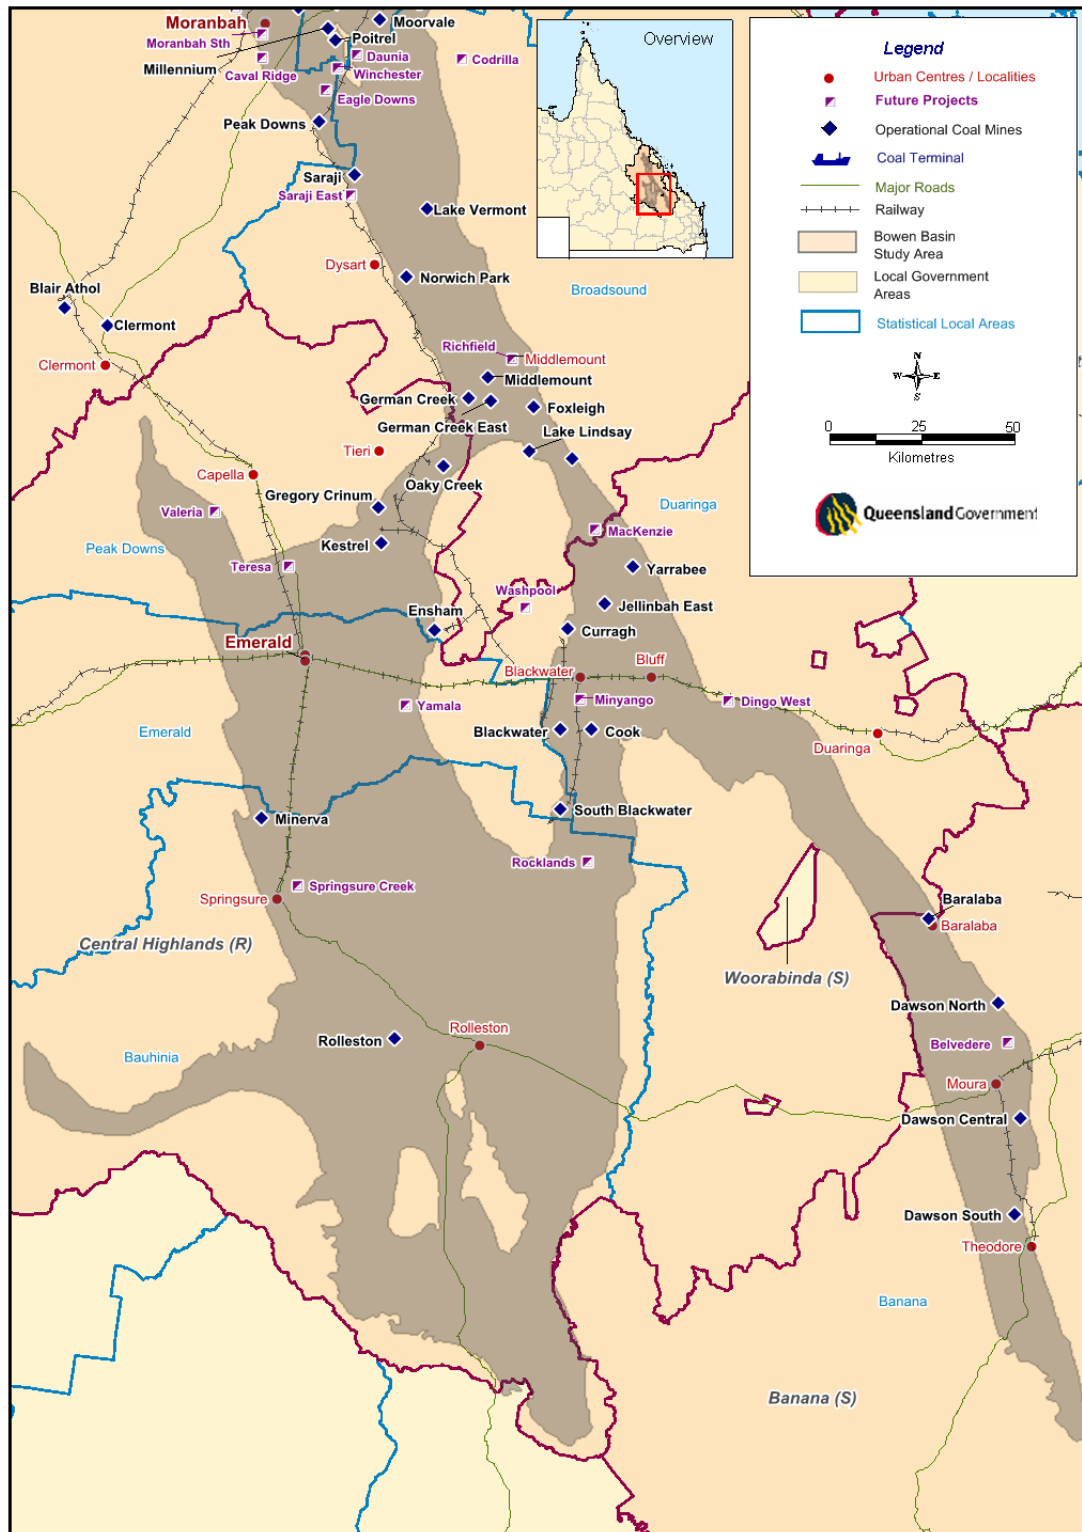 Moranbah
Moorvale
Moranbah Sth
Poitrel
Daunia
Codrilla
Millennium
Winchester
Caval Ridge
Eagle Downs
Peak Downs
Saraji
Saraji East
Lake Vermont
Dysart
Norwich Park
Broadsound
Blair Athol
Clermont
Richfield
Middlemount
Clermont
Middlemount
German Creek
Foxleigh
German Creek East
Lake Lindsay
Tieri
Capella
Oaky Creek
Gregory Crinum
Duaringa
Valeria
MacKenzie
Kestrel
Peak Downs
Teresa
Yarrabee
Washpool
Jellinbah East
Ensham
Curragh
Emerald
Blackwater
Bluff
Yamala
Minyango
Dingo West
Emerald
Blackwater
Cook
Duaringa
Minerva
South Blackwater
Rocklands
Springsure Creek
Springsure
Baralaba
Baralaba
Central Highlands (R)
Woorabinda (S)
Dawson North
Rolleston
Rolleston
Belvedere
Bauhinia
Moura
Dawson Central
Dawson South
Theodore
Banana
Banana (S)
Overview
Legend
Urban Centres / Localities
Future Projects
Operational Coal Mines
Coal Terminal
Major Roads
Railway
Bowen Basin
Study Area
Local Government
Areas
Statistical Local Areas
N
W E
S
0 25 50
Kilometres
Queensland Government